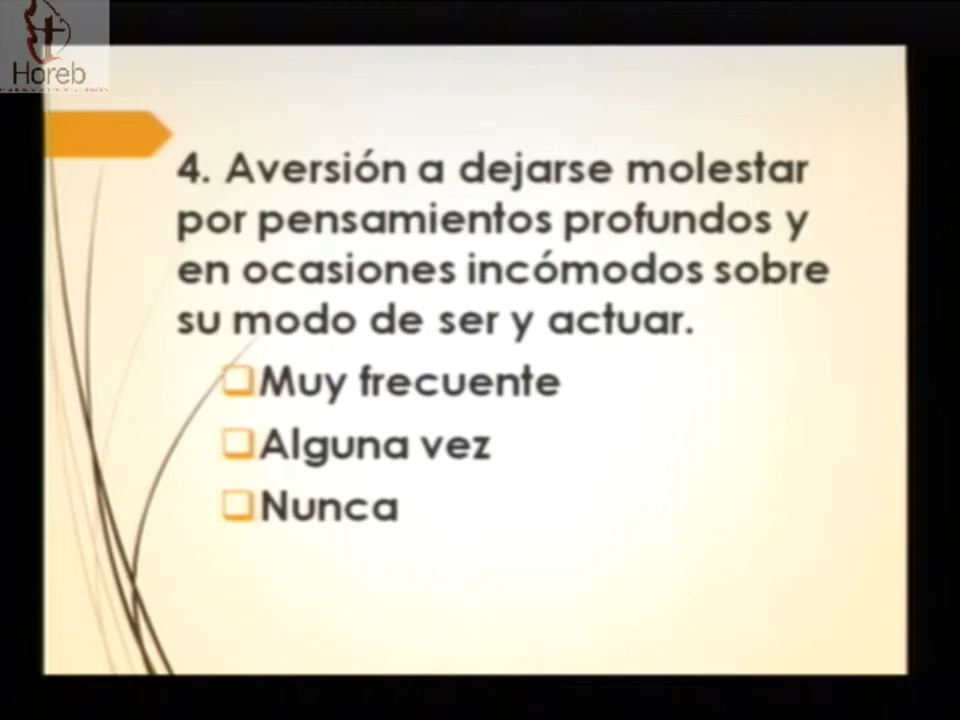 Horeb
4. Aversión a dejarse molestar
por pensamientos profundos y
en ocasiones incómodos sobre
su modo de ser y actuar.
Muy frecuente
Alguna vez
Nunca